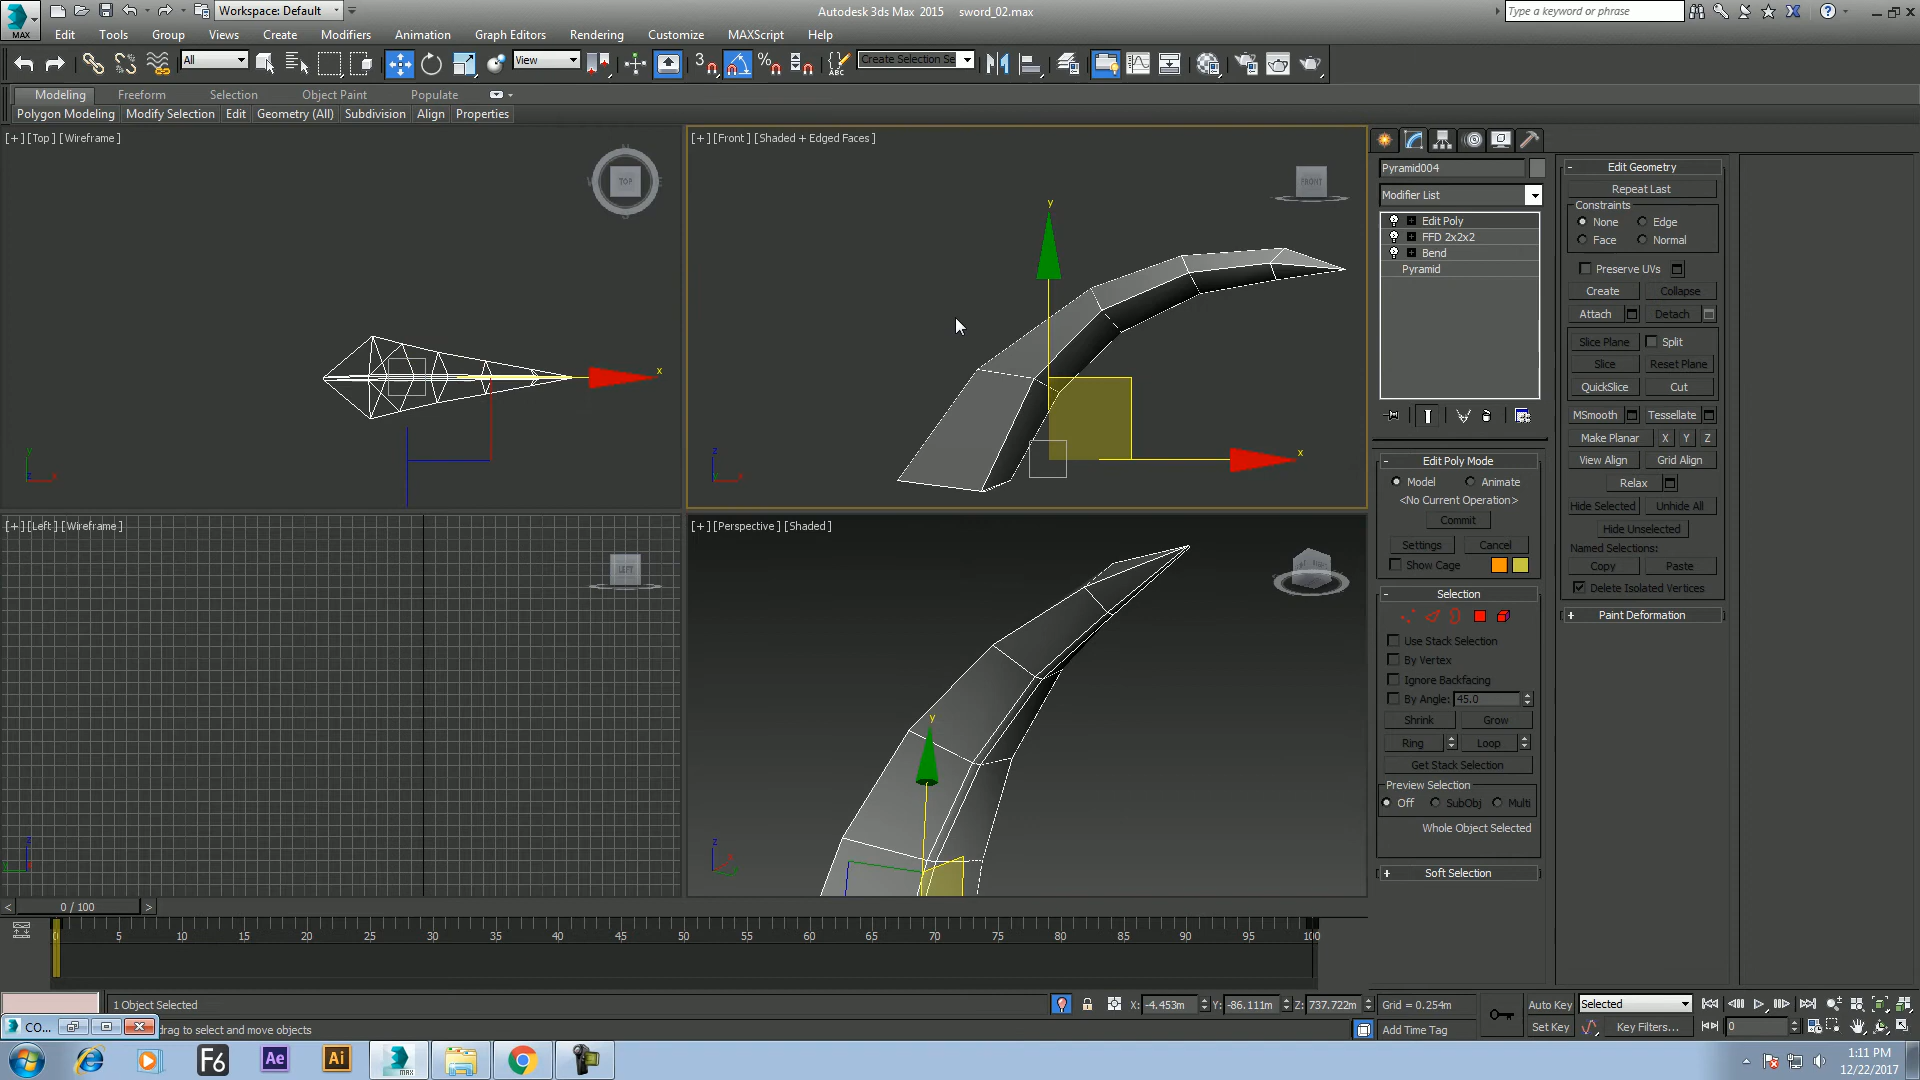 Workspace: Default
Autodesk 3ds Max 2015 sword_02.max
Type a keyword or phrase
MAX
Edit Tools Group Views Create Modifiers Animation Graph Editors Rendering Customize MAXScript Help
All
View
3
Create Selection Se
Modeling Freeform Selection Object Paint Populate
Polygon Modeling Modify Selection Edit Geometry (All) Subdivision Align Properties
[+] [Top] [Wireframe]
TOP
[+] [Front] [Shaded + Edged Faces]
FRONT
[+] [Left] [Wireframe]
LEFT
[+] [Perspective] [Shaded]
Pyramid004
Modifier List
Edit Poly
FFD 2x2x2
Bend
Pyramid
Edit Poly Mode
Model Animate
<No Current Operation>
Commit
Settings Cancel
Show Cage
Selection
Use Stack Selection
By Vertex
Ignore Backfacing
By Angle: 45.0
Shrink Grow
Ring Loop
Get Stack Selection
Preview Selection
Off SubObj Multi
Whole Object Selected
Soft Selection
Edit Geometry
Repeat Last
Constraints
None Edge
Face Normal
Preserve UVs
Create Collapse
Attach Detach
Slice Plane Split
Slice Reset Plane
QuickSlice Cut
MSmooth Tessellate
Make Planar X Y Z
View Align Grid Align
Relax
Hide Selected Unhide All
Hide Unselected
Named Selections:
Copy Paste
Delete Isolated Vertices
Paint Deformation
0 / 100
5 10 15 20 25 30 35 40 45 50 55 60 65 70 75 80 85 90 95 100
1 Object Selected
X: -4.453m Y: -86.111m Z: 737.722m Grid = 0.254m
Auto Key Selected
CO...
drag to select and move objects
Add Time Tag
Set Key Key Filters... 0
F6
Ae
Ai
MAX
1:11 PM
12/22/2017